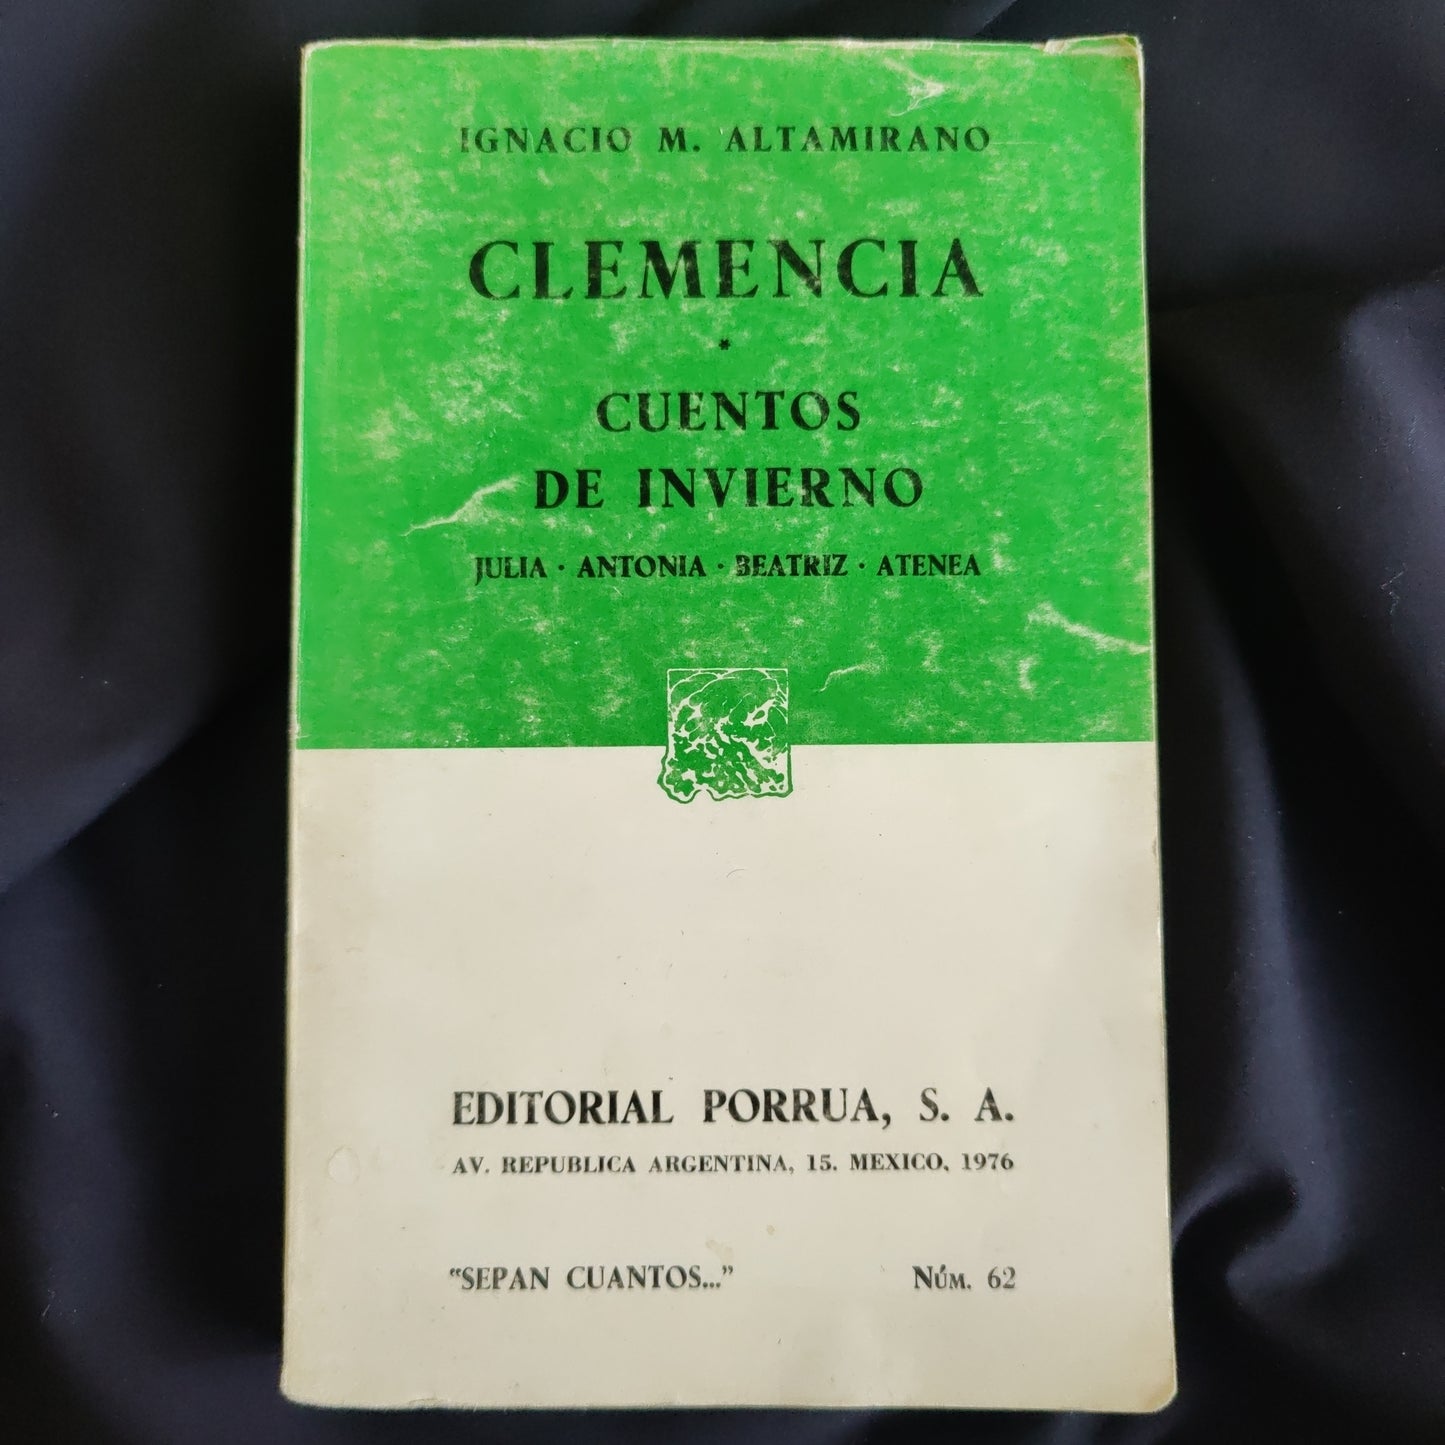 IGNACIO M. ALTAMIRANO
CLEMENCIA
*
CUENTOS
DE INVIERNO
JULIA · ANTONIA · BEATRIZ · ATENEA
EDITORIAL PORRUA, S. A.
AV. REPUBLICA ARGENTINA, 15. MEXICO, 1976
“SEPAN CUANTOS...” NÚM. 62